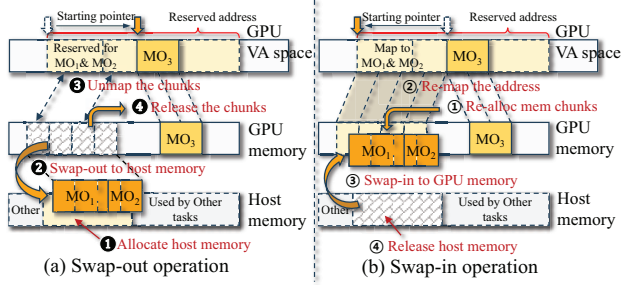 Starting pointer
Reserved address
GPU
VA space
Reserved for
MO1& MO2
MO3
❸Unmap the chunks
❹ Release the chunks
GPU
memory
MO3
❷ Swap-out to host memory
Other
MO1
MO2
Used by Other
tasks
Host
memory
❶Allocate host memory
(a) Swap-out operation
Starting pointer
Reserved address
GPU
VA space
Map to
MO1& MO2
MO3
② Re-map the address
① Re-alloc mem chunks
GPU
memory
MO1
MO2
MO3
③ Swap-in to GPU memory
Other
Used by Other
tasks
Host
memory
④ Release host memory
(b) Swap-in operation